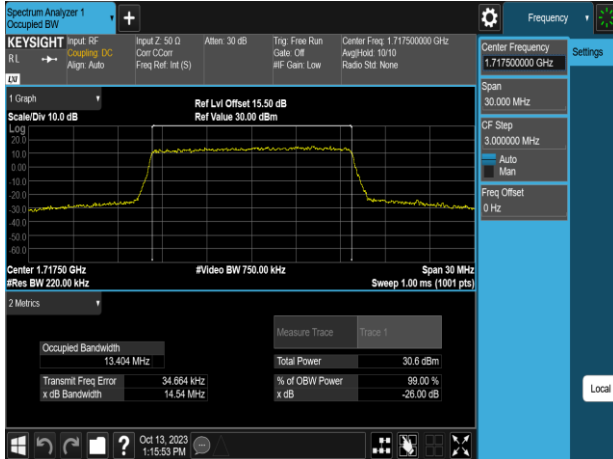 Spectrum Analyzer 1
Occupied BW
+
Frequency
KEYSIGHT
RL
LXI
Input: RF
Coupling: DC
Align: Auto
Input Z: 50 Ω
Corr CCorr
Freq Ref: Int (S)
Atten: 30 dB
Trig: Free Run
Gate: Off
#IF Gain: Low
Center Freq: 1.717500000 GHz
Avg|Hold: 10/10
Radio Std: None
Center Frequency
1.717500000 GHz
Settings
Span
30.000 MHz
CF Step
3.000000 MHz
Auto
Man
Freq Offset
0 Hz
Local
1 Graph
Scale/Div 10.0 dB
Ref Lvl Offset 15.50 dB
Ref Value 30.00 dBm
Log
20.0
10.0
0.00
-10.0
-20.0
-30.0
-40.0
-50.0
-60.0
Center 1.71750 GHz
#Res BW 220.00 kHz
#Video BW 750.00 kHz
Span 30 MHz
Sweep 1.00 ms (1001 pts)
2 Metrics
Measure Trace
Trace 1
Occupied Bandwidth
13.404 MHz
Total Power
30.6 dBm
Transmit Freq Error
34.664 kHz
% of OBW Power
99.00 %
x dB Bandwidth
14.54 MHz
x dB
-26.00 dB
?
Oct 13, 2023
1:15:53 PM